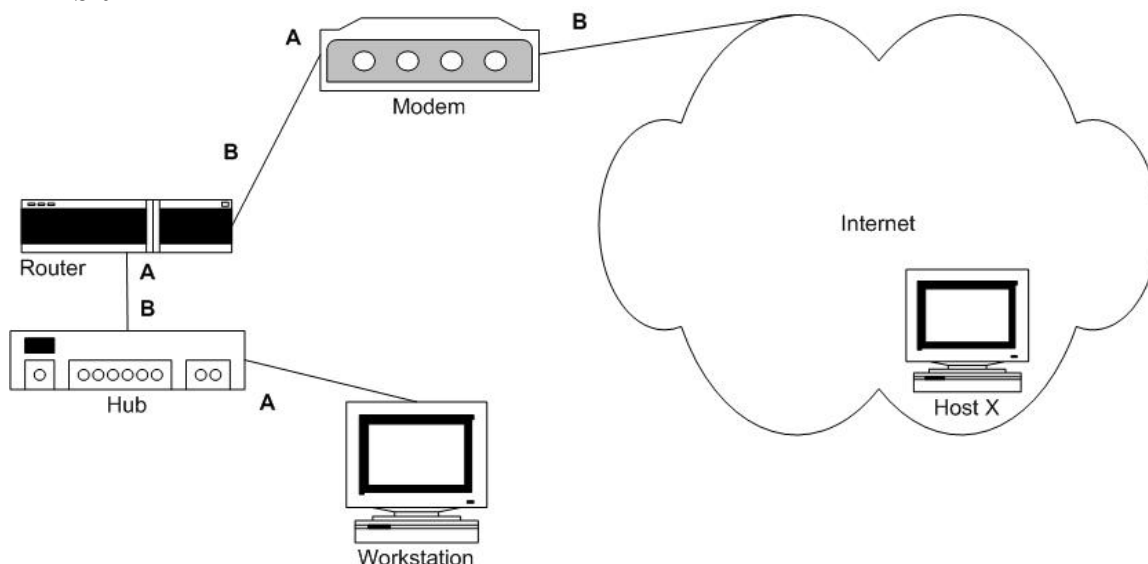 A
B
Modem
B
Internet
Router
A
B
Hub
A
Host X
Workstation